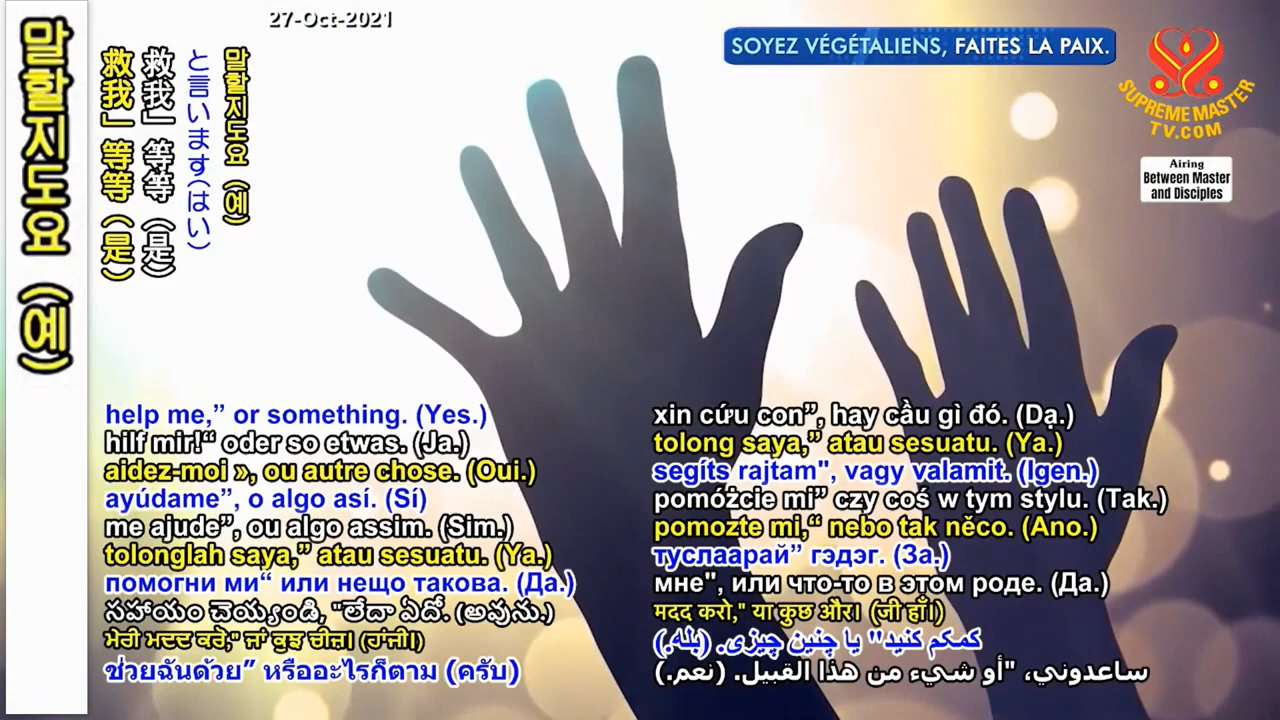 27-Oct-2021
SOYEZ VÉGÉTALIENS, FAITES LA PAIX.
SUPREME MASTER
TV.COM
Airing
Between Master
and Disciples
말할지도요 (예)
말할지도요 (예)
と言います(はい)
救我」等等（是）
救我」等等（是）
help me,” or something. (Yes.)
hilf mir!“ oder so etwas. (Ja.)
aidez-moi », ou autre chose. (Oui.)
ayúdame”, o algo así. (Sí)
me ajude”, ou algo assim. (Sim.)
tolonglah saya,” atau sesuatu. (Ya.)
помогни ми“ или нещо такова. (Да.)
సహాయం చెయ్యండి, "లేదా ఏదో. (అవును.)
ਮੇਰੀ ਮਦਦ ਕਰੋ," ਜਾਂ ਕੁਝ ਚੀਜ਼। (ਹਾਂਜੀ।)
ช่วยฉันด้วย” หรืออะไรก็ตาม (ครับ)
xin cứu con”, hay cầu gì đó. (Dạ.)
tolong saya,” atau sesuatu. (Ya.)
segíts rajtam", vagy valamit. (Igen.)
pomóżcie mi” czy coś w tym stylu. (Tak.)
pomozte mi,“ nebo tak něco. (Ano.)
туслаарай” гэдэг. (За.)
мне", или что-то в этом роде. (Да.)
मदद करो," या कुछ और। (जी हाँ।)
کمکم کنید" یا چنین چیزی. (بله.)
ساعدوني، "أو شيء من هذا القبيل. (نعم.)